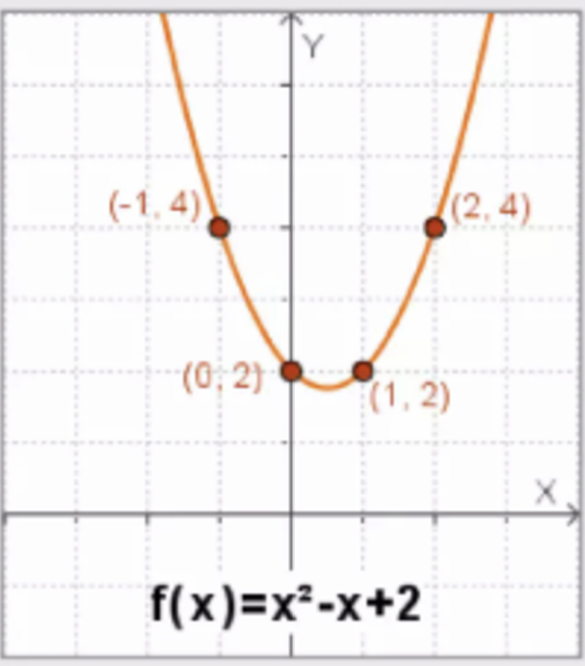 Y
(-1, 4)
(2, 4)
(0, 2)
(1, 2)
X
f(x)=x²-x+2